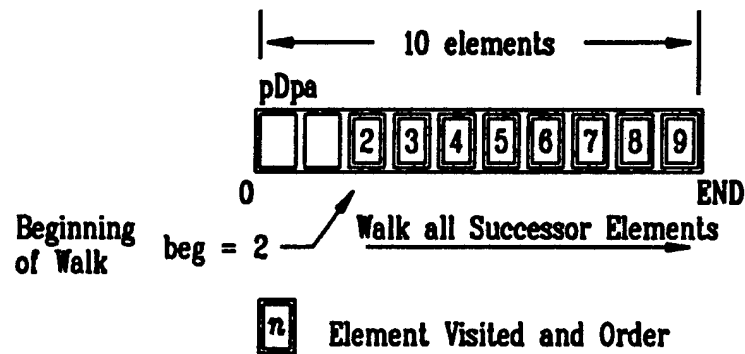 10 elements
pDpa
2 3 4 5 6 7 8 9
0 END
Beginning of Walk
beg = 2
Walk all Successor Elements
n Element Visited and Order